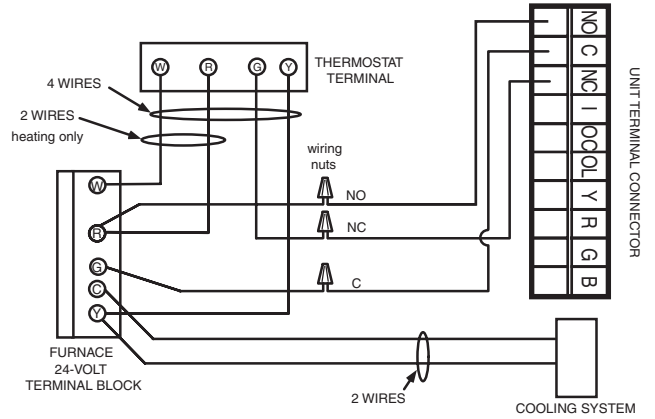 THERMOSTAT
TERMINAL
W R G Y
4 WIRES
2 WIRES
heating only
wiring
nuts
NO
NC
C
W
R
G
C
Y
FURNACE
24-VOLT
TERMINAL BLOCK
2 WIRES
COOLING SYSTEM
NO
C
NC
I
OCOL
Y
R
G
B
UNIT TERMINAL CONNECTOR